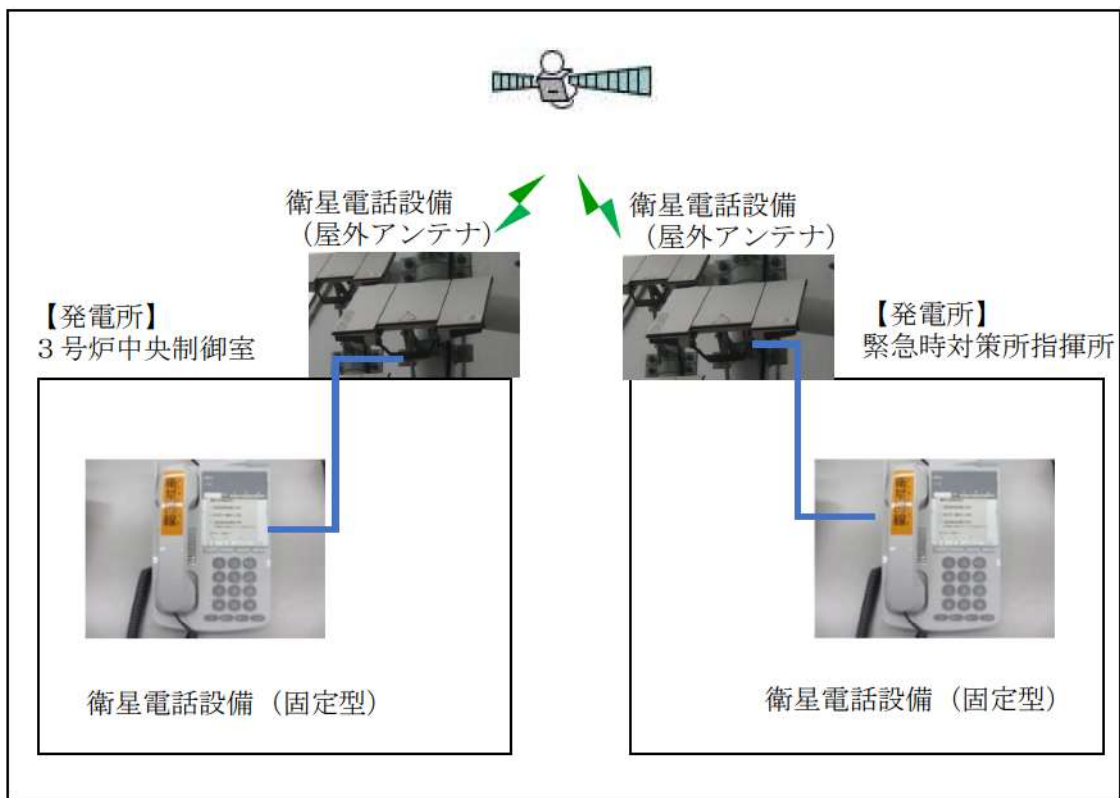 衛星電話設備
（屋外アンテナ）
衛星電話設備
（屋外アンテナ）
【発電所】
３号炉中央制御室
【発電所】
緊急時対策所指揮所
衛星電話設備（固定型）
衛星電話設備（固定型）